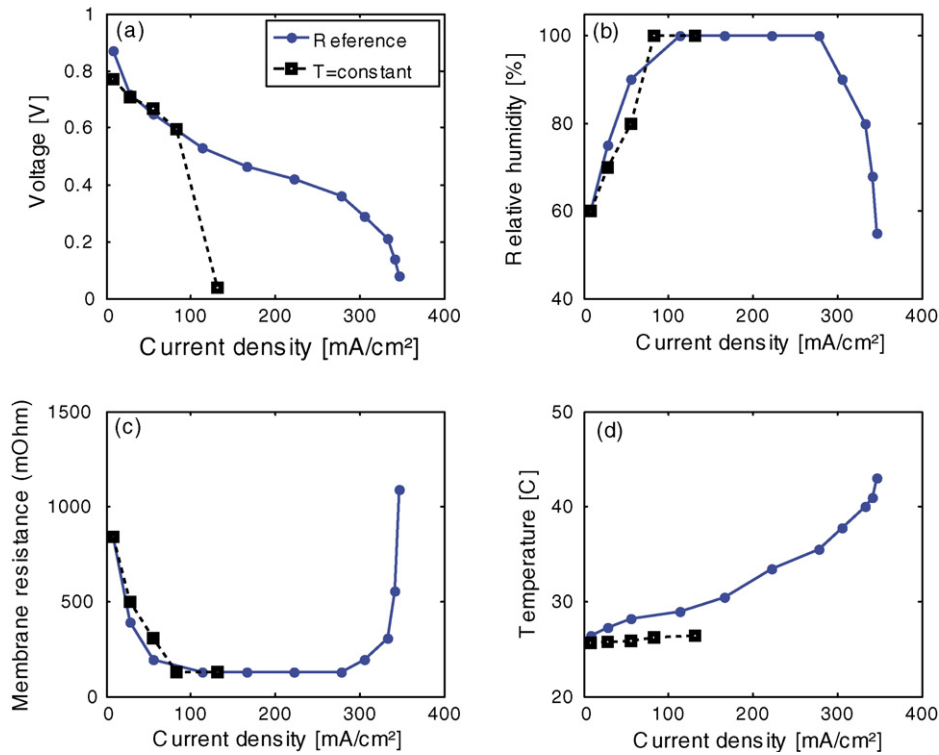 (a)
Reference
T=constant
1
0.8
0.6
0.4
0.2
0
0 100 200 300 400
Voltage [V]
Current density [mA/cm²]
(b)
100
80
60
40
0 100 200 300 400
Relative humidity [%]
Current density [mA/cm²]
(c)
1500
1000
500
0
0 100 200 300 400
Membrane resistance (mOhm)
Current density [mA/cm²]
(d)
50
40
30
20
0 100 200 300 400
Temperature [C]
Current density [mA/cm²]